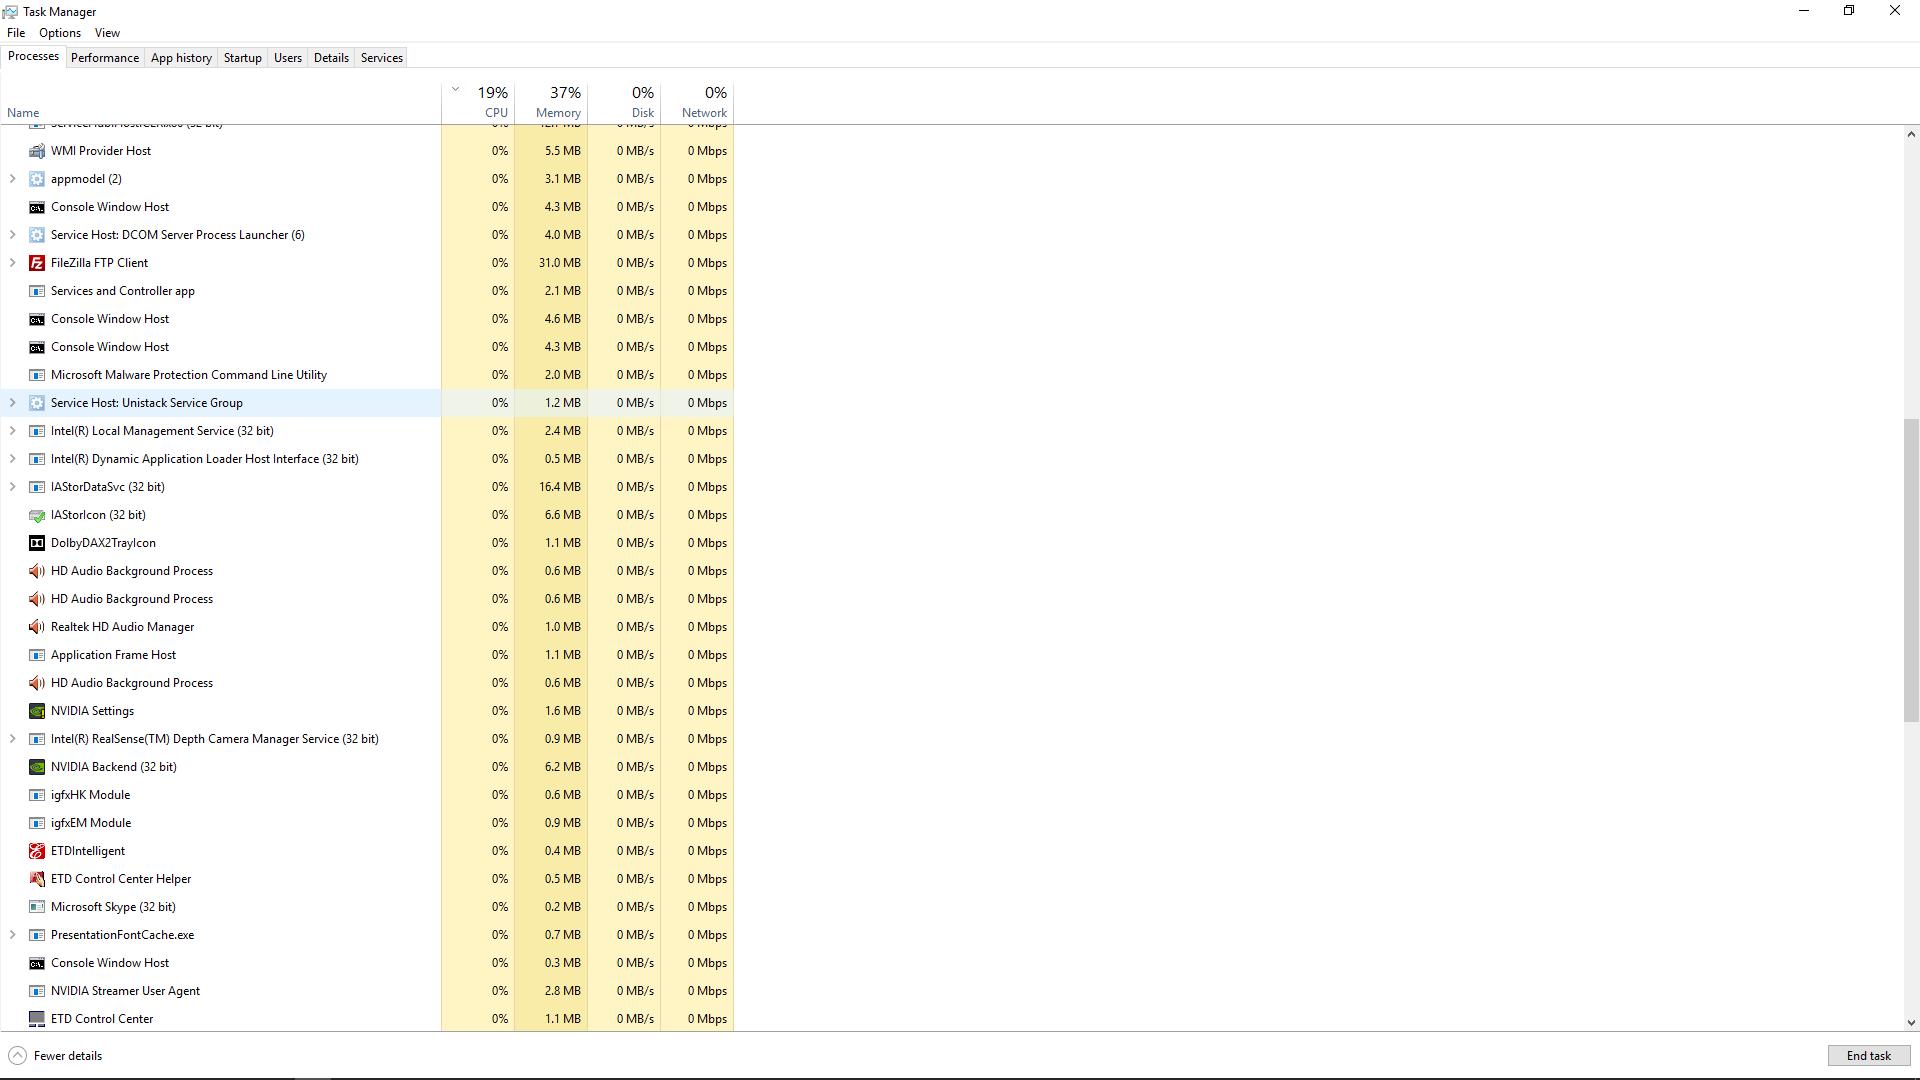 Task Manager
File Options View
Processes Performance App history Startup Users Details Services
19% 37% 0% 0%
Name CPU Memory Disk Network
WMI Provider Host 0% 5.5 MB 0 MB/s 0 Mbps
appmodel (2) 0% 3.1 MB 0 MB/s 0 Mbps
Console Window Host 0% 4.3 MB 0 MB/s 0 Mbps
Service Host: DCOM Server Process Launcher (6) 0% 4.0 MB 0 MB/s 0 Mbps
FileZilla FTP Client 0% 31.0 MB 0 MB/s 0 Mbps
Services and Controller app 0% 2.1 MB 0 MB/s 0 Mbps
Console Window Host 0% 4.6 MB 0 MB/s 0 Mbps
Console Window Host 0% 4.3 MB 0 MB/s 0 Mbps
Microsoft Malware Protection Command Line Utility 0% 2.0 MB 0 MB/s 0 Mbps
Service Host: Unistack Service Group 0% 1.2 MB 0 MB/s 0 Mbps
Intel(R) Local Management Service (32 bit) 0% 2.4 MB 0 MB/s 0 Mbps
Intel(R) Dynamic Application Loader Host Interface (32 bit) 0% 0.5 MB 0 MB/s 0 Mbps
IAStorDataSvc (32 bit) 0% 16.4 MB 0 MB/s 0 Mbps
IAStorIcon (32 bit) 0% 6.6 MB 0 MB/s 0 Mbps
DolbyDAX2TrayIcon 0% 1.1 MB 0 MB/s 0 Mbps
HD Audio Background Process 0% 0.6 MB 0 MB/s 0 Mbps
HD Audio Background Process 0% 0.6 MB 0 MB/s 0 Mbps
Realtek HD Audio Manager 0% 1.0 MB 0 MB/s 0 Mbps
Application Frame Host 0% 1.1 MB 0 MB/s 0 Mbps
HD Audio Background Process 0% 0.6 MB 0 MB/s 0 Mbps
NVIDIA Settings 0% 1.6 MB 0 MB/s 0 Mbps
Intel(R) RealSense(TM) Depth Camera Manager Service (32 bit) 0% 0.9 MB 0 MB/s 0 Mbps
NVIDIA Backend (32 bit) 0% 6.2 MB 0 MB/s 0 Mbps
igfxHK Module 0% 0.6 MB 0 MB/s 0 Mbps
igfxEM Module 0% 0.9 MB 0 MB/s 0 Mbps
ETDIntelligent 0% 0.4 MB 0 MB/s 0 Mbps
ETD Control Center Helper 0% 0.5 MB 0 MB/s 0 Mbps
Microsoft Skype (32 bit) 0% 0.2 MB 0 MB/s 0 Mbps
PresentationFontCache.exe 0% 0.7 MB 0 MB/s 0 Mbps
Console Window Host 0% 0.3 MB 0 MB/s 0 Mbps
NVIDIA Streamer User Agent 0% 2.8 MB 0 MB/s 0 Mbps
ETD Control Center 0% 1.1 MB 0 MB/s 0 Mbps
Fewer details End task